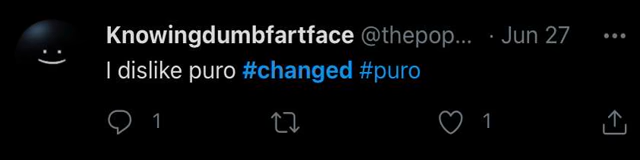 Knowingdumbfartface @thepop... · Jun 27
I dislike puro #changed #puro
1 1